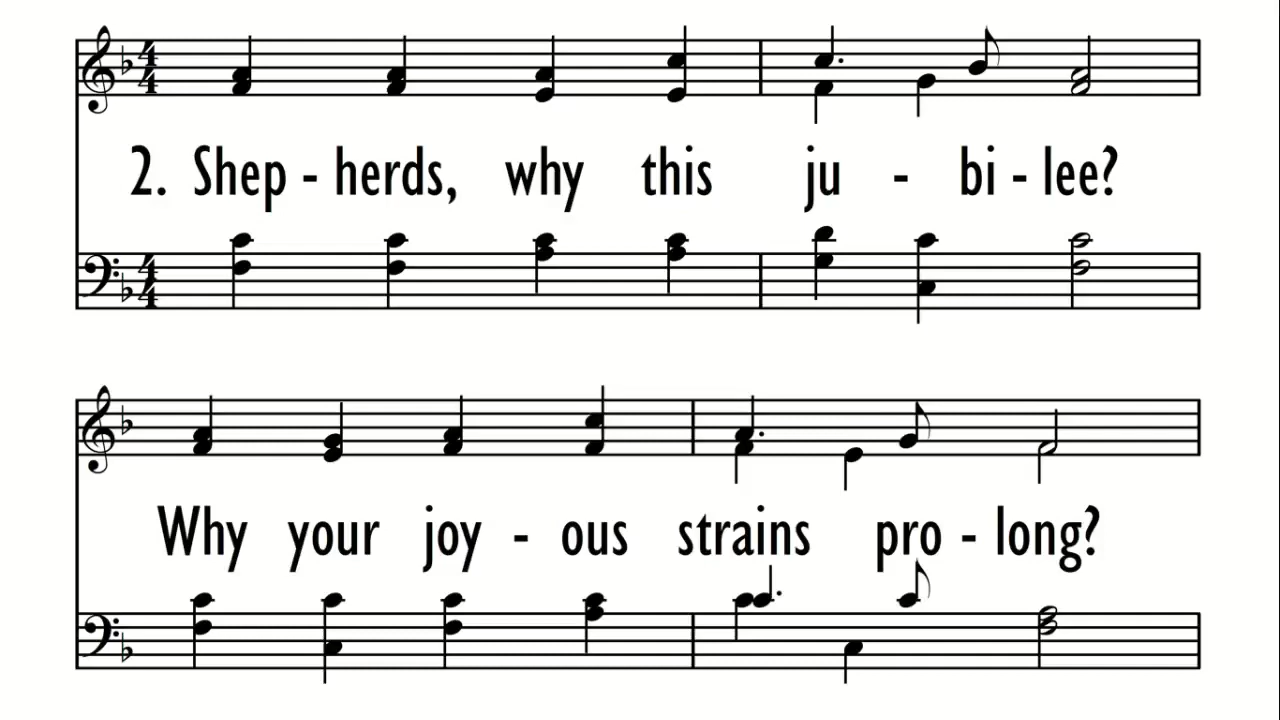 2. Shep - herds, why this ju - bi - lee?
Why your joy - ous strains pro - long?